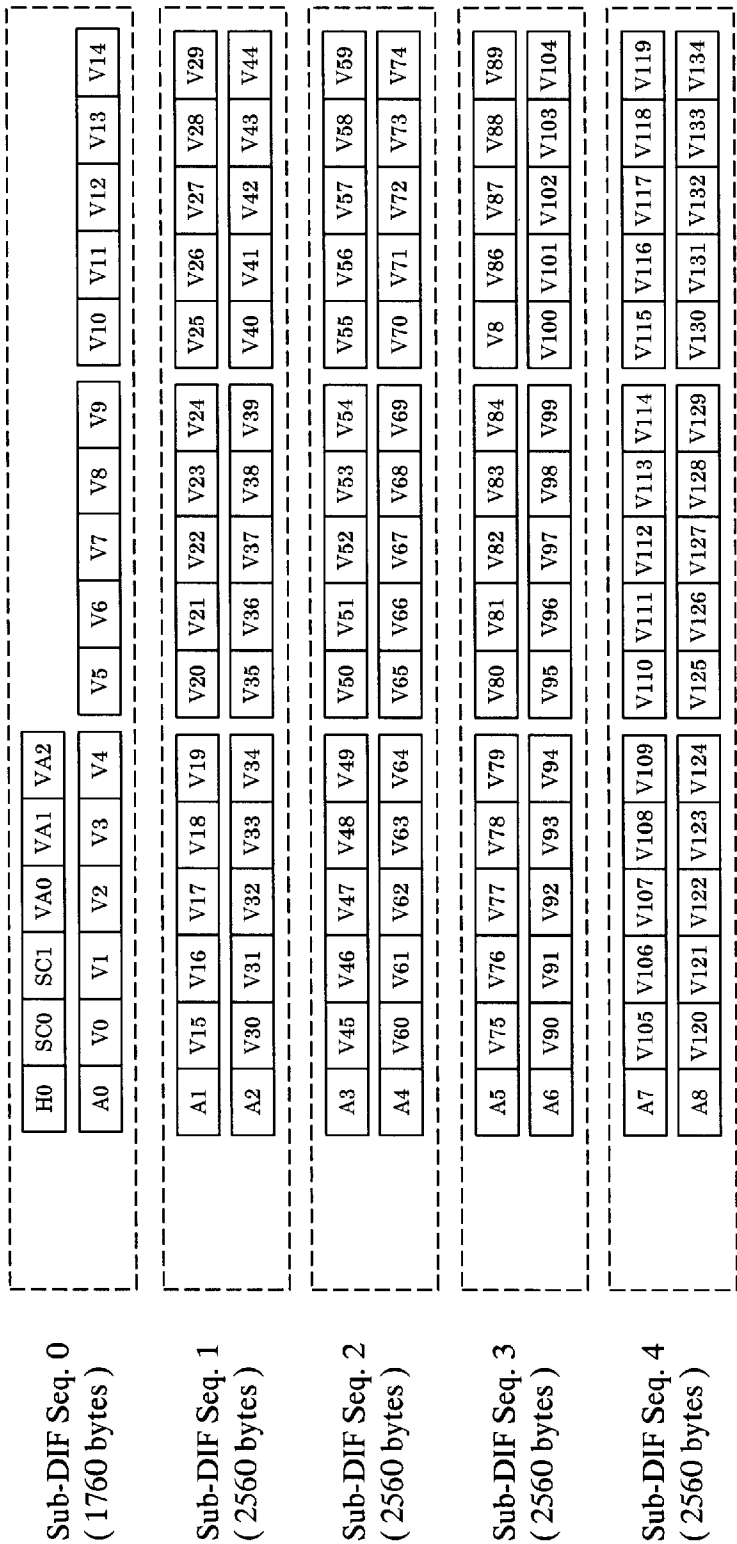 Sub-DIF Seq. 0
( 1760 bytes )
H0 SC0 SC1 VA0 VA1 VA2
A0 V0 V1 V2 V3 V4 V5 V6 V7 V8 V9 V10 V11 V12 V13 V14
Sub-DIF Seq. 1
( 2560 bytes )
A1 V15 V16 V17 V18 V19 V20 V21 V22 V23 V24 V25 V26 V27 V28 V29
A2 V30 V31 V32 V33 V34 V35 V36 V37 V38 V39 V40 V41 V42 V43 V44
Sub-DIF Seq. 2
( 2560 bytes )
A3 V45 V46 V47 V48 V49 V50 V51 V52 V53 V54 V55 V56 V57 V58 V59
A4 V60 V61 V62 V63 V64 V65 V66 V67 V68 V69 V70 V71 V72 V73 V74
Sub-DIF Seq. 3
( 2560 bytes )
A5 V75 V76 V77 V78 V79 V80 V81 V82 V83 V84 V8 V86 V87 V88 V89
A6 V90 V91 V92 V93 V94 V95 V96 V97 V98 V99 V100 V101 V102 V103 V104
Sub-DIF Seq. 4
( 2560 bytes )
A7 V105 V106 V107 V108 V109 V110 V111 V112 V113 V114 V115 V116 V117 V118 V119
A8 V120 V121 V122 V123 V124 V125 V126 V127 V128 V129 V130 V131 V132 V133 V134